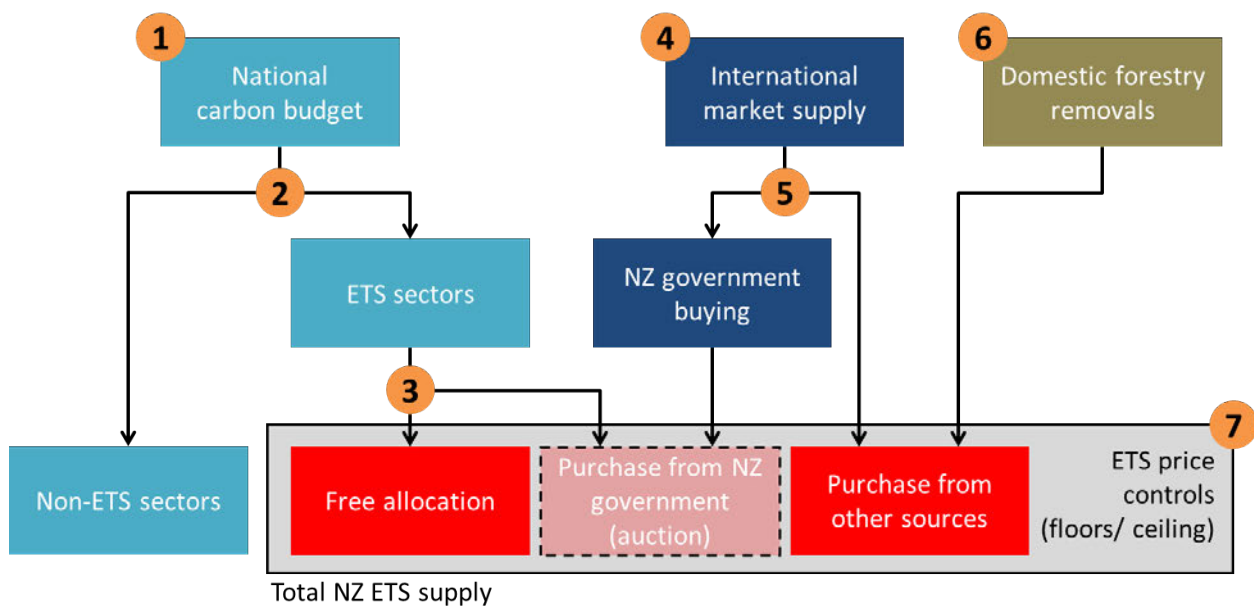 1
National
carbon budget
4
International
market supply
6
Domestic forestry
removals
2
5
ETS sectors
NZ government
buying
3
7
Non-ETS sectors
Free allocation
Purchase from NZ
government
(auction)
Purchase from
other sources
ETS price
controls
(floors/ ceiling)
Total NZ ETS supply